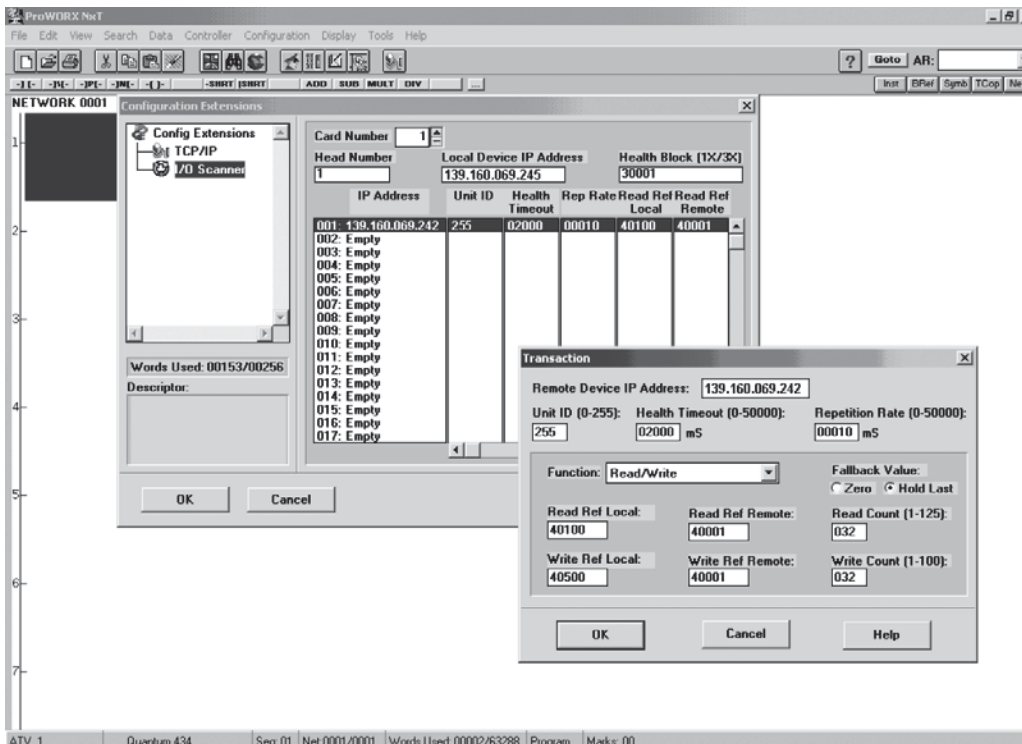 ProWORX NxT
File Edit View Search Data Controller Configuration Display Tools Help
? Goto AR:
-] [- -]\[- -]P[- -]N[- -( )- -SHRT |SHRT ADD SUB MULT DIV ...
Inst BRef Symb TCop Ne
NETWORK 0001
Configuration Extensions
Config Extensions
TCP/IP
I/O Scanner
Words Used: 00153/00256
Descriptor:
Card Number 1
Head Number Local Device IP Address Health Block (1X/3X)
1 139.160.069.245 30001
IP Address Unit ID Health Timeout Rep Rate Read Ref Local Read Ref Remote
001: 139.160.069.242 255 02000 00010 40100 40001
002: Empty
003: Empty
004: Empty
005: Empty
006: Empty
007: Empty
008: Empty
009: Empty
010: Empty
011: Empty
012: Empty
013: Empty
014: Empty
015: Empty
016: Empty
017: Empty
OK Cancel
Transaction
Remote Device IP Address: 139.160.069.242
Unit ID (0-255): Health Timeout (0-50000): Repetition Rate (0-50000):
255 02000 mS 00010 mS
Function: Read/Write Fallback Value:
Zero Hold Last
Read Ref Local: Read Ref Remote: Read Count (1-125):
40100 40001 032
Write Ref Local: Write Ref Remote: Write Count (1-100):
40500 40001 032
OK Cancel Help
1
2
3
4
5
6
7
ATV_1 Quantum 434 Seg: 01 Net:0001/0001 Words Used: 00002/63288 Program Marks: 00